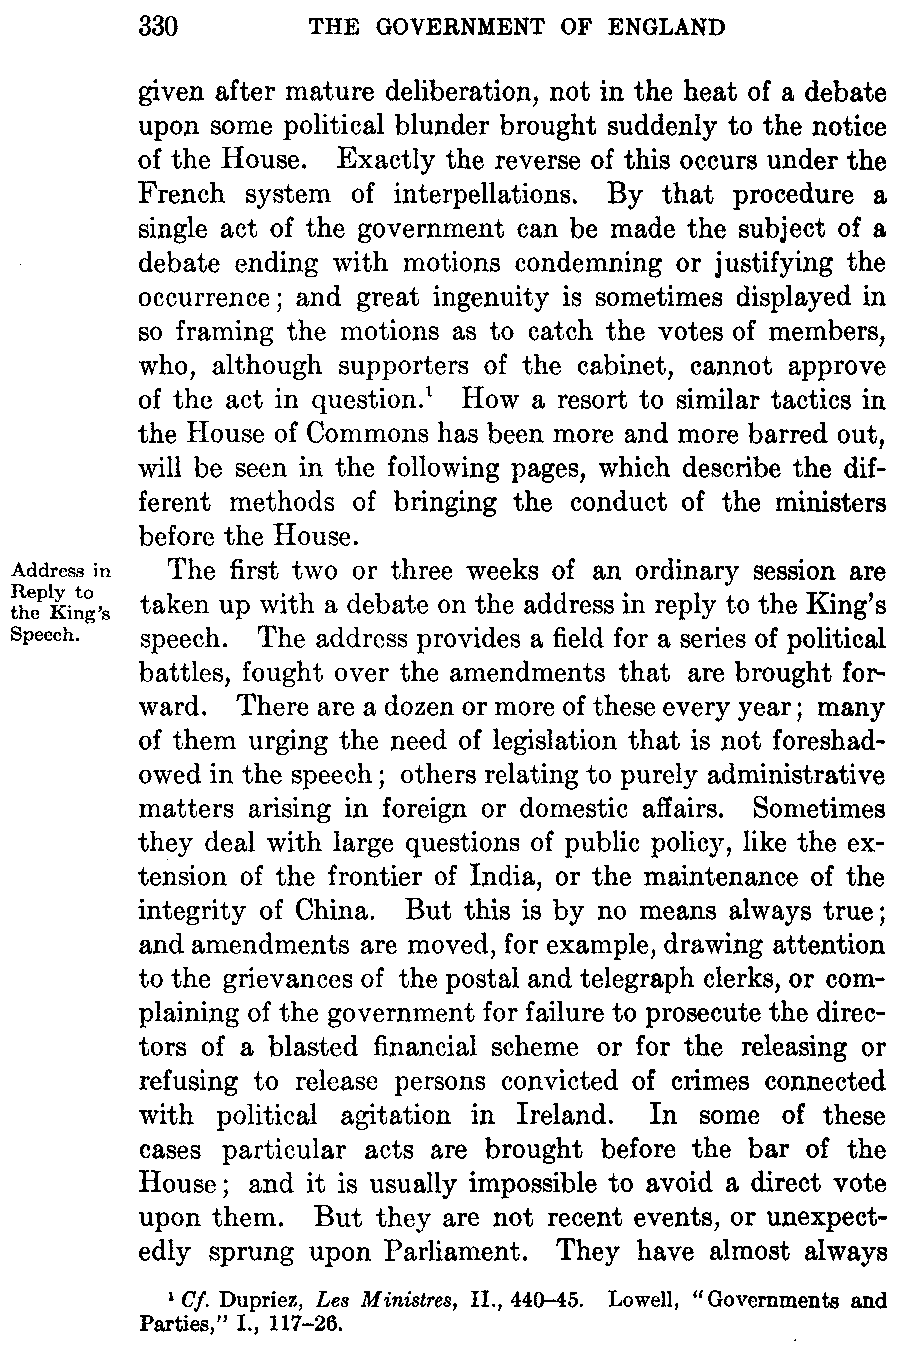 330 THE GOVERNMENT OF ENGLAND
given after mature deliberation, not in the heat of a debate
upon some political blunder brought suddenly to the notice
of the House. Exactly the reverse of this occurs under the
French system of interpellations. By that procedure a
single act of the government can be made the subject of a
debate ending with motions condemning or justifying the
occurrence; and great ingenuity is sometimes displayed in
so framing the motions as to catch the votes of members,
who, although supporters of the cabinet, cannot approve
of the act in question.¹ How a resort to similar tactics in
the House of Commons has been more and more barred out,
will be seen in the following pages, which describe the dif-
ferent methods of bringing the conduct of the ministers
before the House.
Address in
Reply to
the King's
Speech.
The first two or three weeks of an ordinary session are
taken up with a debate on the address in reply to the King's
speech. The address provides a field for a series of political
battles, fought over the amendments that are brought for-
ward. There are a dozen or more of these every year; many
of them urging the need of legislation that is not foreshad-
owed in the speech; others relating to purely administrative
matters arising in foreign or domestic affairs. Sometimes
they deal with large questions of public policy, like the ex-
tension of the frontier of India, or the maintenance of the
integrity of China. But this is by no means always true;
and amendments are moved, for example, drawing attention
to the grievances of the postal and telegraph clerks, or com-
plaining of the government for failure to prosecute the direc-
tors of a blasted financial scheme or for the releasing or
refusing to release persons convicted of crimes connected
with political agitation in Ireland. In some of these
cases particular acts are brought before the bar of the
House; and it is usually impossible to avoid a direct vote
upon them. But they are not recent events, or unexpect-
edly sprung upon Parliament. They have almost always
¹ Cf. Dupriez, Les Ministres, II., 440–45. Lowell, "Governments and
Parties," I., 117–26.